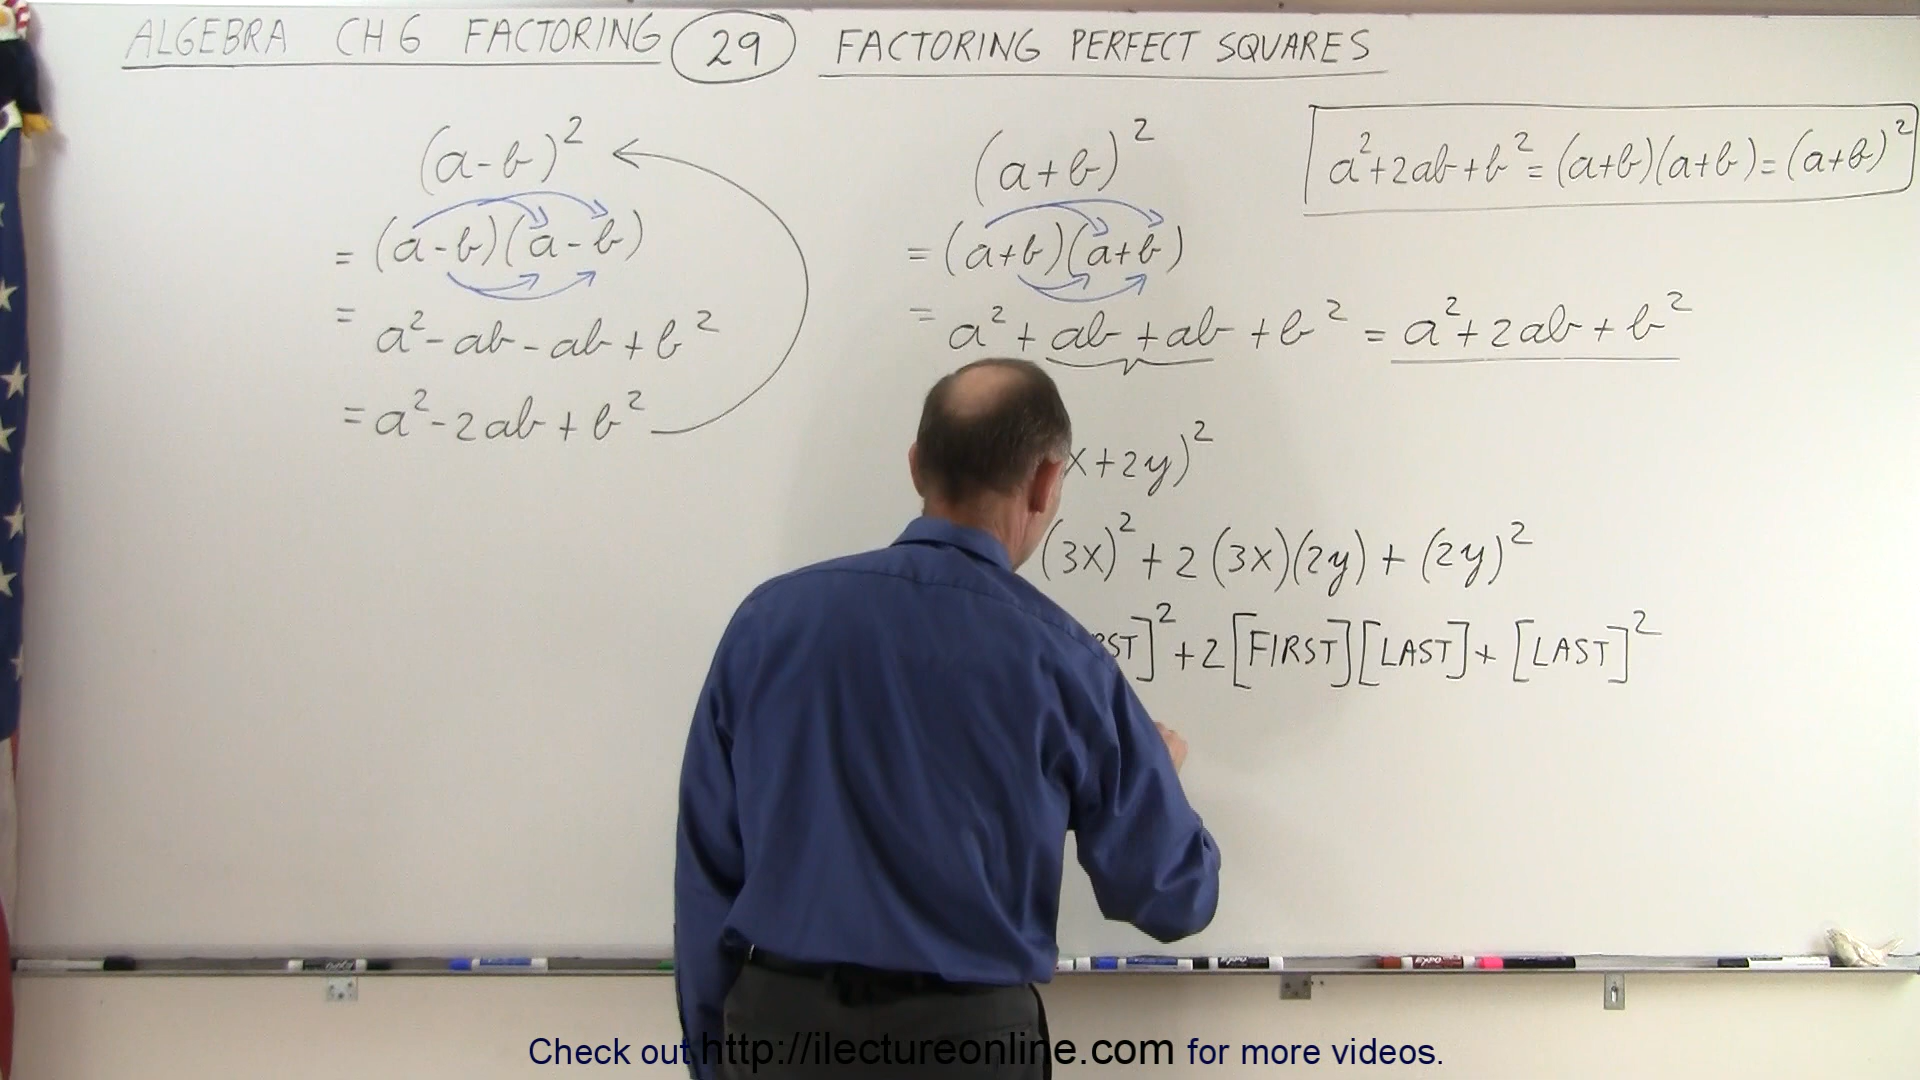 ALGEBRA CH 6 FACTORING 29 FACTORING PERFECT SQUARES
(a-b)²
= (a-b)(a-b)
= a²-ab-ab+b²
= a²-2ab+b²
(a+b)²
= (a+b)(a+b)
= a²+ab+ab+b² = a²+2ab+b²
a²+2ab+b² = (a+b)(a+b) = (a+b)²
x+2y)²
(3x)²+2(3x)(2y)+(2y)²
RST]²+2[FIRST][LAST]+[LAST]²
Check out http://ilectureonline.com for more videos.